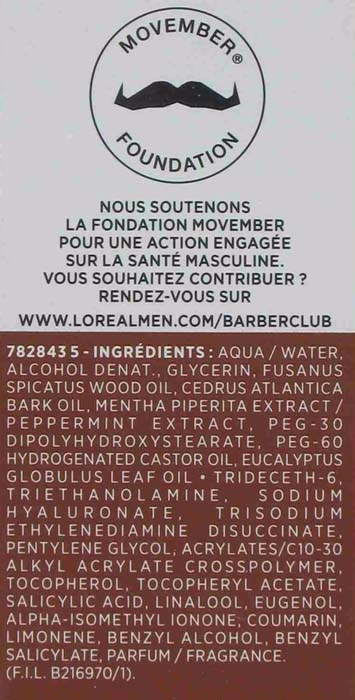 MOVEMBER®
FOUNDATION
NOUS SOUTENONS
LA FONDATION MOVEMBER
POUR UNE ACTION ENGAGÉE
SUR LA SANTÉ MASCULINE.
VOUS SOUHAITEZ CONTRIBUER ?
RENDEZ-VOUS SUR
WWW.LOREALMEN.COM/BARBERCLUB
782843 5 - INGRÉDIENTS : AQUA / WATER,
ALCOHOL DENAT., GLYCERIN, FUSANUS
SPICATUS WOOD OIL, CEDRUS ATLANTICA
BARK OIL, MENTHA PIPERITA EXTRACT /
PEPPERMINT EXTRACT, PEG-30
DIPOLYHYDROXYSTEARATE, PEG-60
HYDROGENATED CASTOR OIL, EUCALYPTUS
GLOBULUS LEAF OIL • TRIDECETH-6,
TRIETHANOLAMINE, SODIUM
HYALURONATE, TRISODIUM
ETHYLENEDIAMINE DISUCCINATE,
PENTYLENE GLYCOL, ACRYLATES/C10-30
ALKYL ACRYLATE CROSSPOLYMER,
TOCOPHEROL, TOCOPHERYL ACETATE,
SALICYLIC ACID, LINALOOL, EUGENOL,
ALPHA-ISOMETHYL IONONE, COUMARIN,
LIMONENE, BENZYL ALCOHOL, BENZYL
SALICYLATE, PARFUM / FRAGRANCE.
(F.I.L. B216970/1).